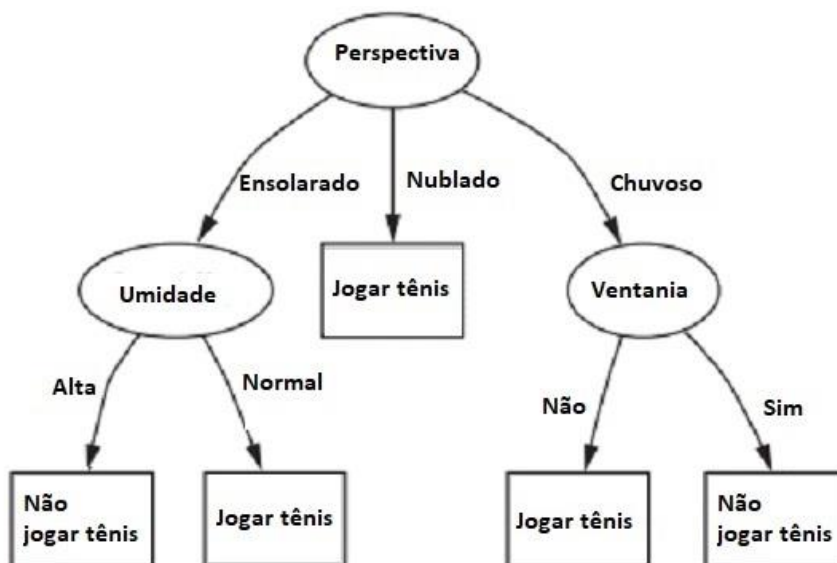 Perspectiva
Ensolarado
Nublado
Chuvoso
Umidade
Jogar tênis
Ventania
Alta
Normal
Não
Sim
Não
jogar tênis
Jogar tênis
Jogar tênis
Não
jogar tênis